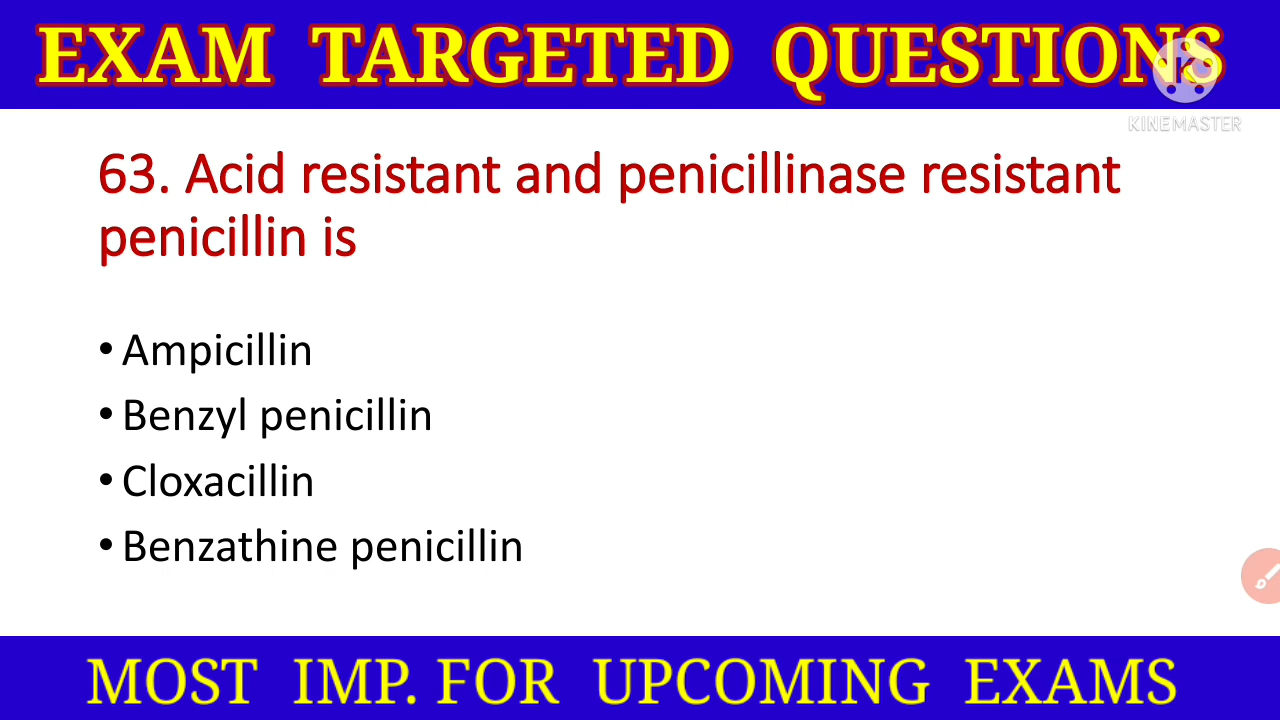 EXAM TARGETED QUESTIONS
K
KINEMASTER
63. Acid resistant and penicillinase resistant
penicillin is
• Ampicillin
• Benzyl penicillin
• Cloxacillin
• Benzathine penicillin
MOST IMP. FOR UPCOMING EXAMS